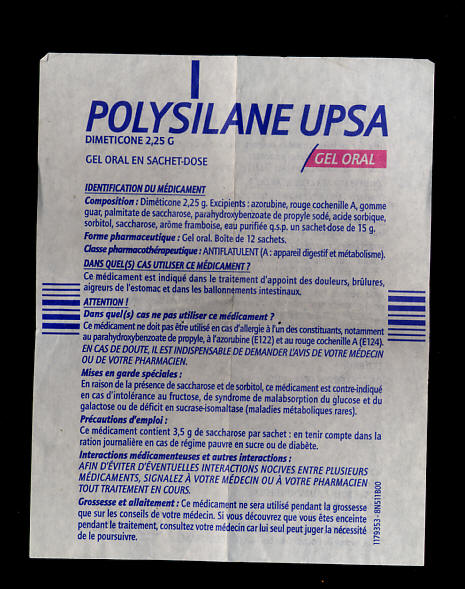 POLYSILANE UPSA
DIMETICONE 2,25 G
GEL ORAL EN SACHET-DOSE
GEL ORAL
IDENTIFICATION DU MÉDICAMENT
Composition : Diméticone 2,25 g. Excipients : azorubine, rouge cochenille A, gomme
guar, palmitate de saccharose, parahydroxybenzoate de propyle sodé, acide sorbique,
sorbitol, saccharose, arôme framboise, eau purifiée q.s.p. un sachet-dose de 15 g.
Forme pharmaceutique : Gel oral. Boîte de 12 sachets.
Classe pharmacothérapeutique : ANTIFLATULENT (A : appareil digestif et métabolisme).
DANS QUEL(S) CAS UTILISER CE MÉDICAMENT ?
Ce médicament est indiqué dans le traitement d'appoint des douleurs, brûlures,
aigreurs de l'estomac et dans les ballonnements intestinaux.
ATTENTION !
Dans quel(s) cas ne pas utiliser ce médicament ?
Ce médicament ne doit pas être utilisé en cas d'allergie à l'un des constituants, notamment
au parahydroxybenzoate de propyle, à l'azorubine (E122) et au rouge cochenille A (E124).
EN CAS DE DOUTE, IL EST INDISPENSABLE DE DEMANDER L'AVIS DE VOTRE MÉDECIN
OU DE VOTRE PHARMACIEN.
Mises en garde spéciales :
En raison de la présence de saccharose et de sorbitol, ce médicament est contre-indiqué
en cas d'intolérance au fructose, de syndrome de malabsorption du glucose et du
galactose ou de déficit en sucrase-isomaltase (maladies métaboliques rares).
Précautions d'emploi :
Ce médicament contient 3,5 g de saccharose par sachet : en tenir compte dans la
ration journalière en cas de régime pauvre en sucre ou de diabète.
Interactions médicamenteuses et autres interactions :
AFIN D'ÉVITER D'ÉVENTUELLES INTERACTIONS NOCIVES ENTRE PLUSIEURS
MÉDICAMENTS, SIGNALEZ À VOTRE MÉDECIN OU À VOTRE PHARMACIEN
TOUT TRAITEMENT EN COURS.
Grossesse et allaitement : Ce médicament ne sera utilisé pendant la grossesse
que sur les conseils de votre médecin. Si vous découvrez que vous êtes enceinte
pendant le traitement, consultez votre médecin car lui seul peut juger la nécessité
de le poursuivre.
1179353 - BN511B00